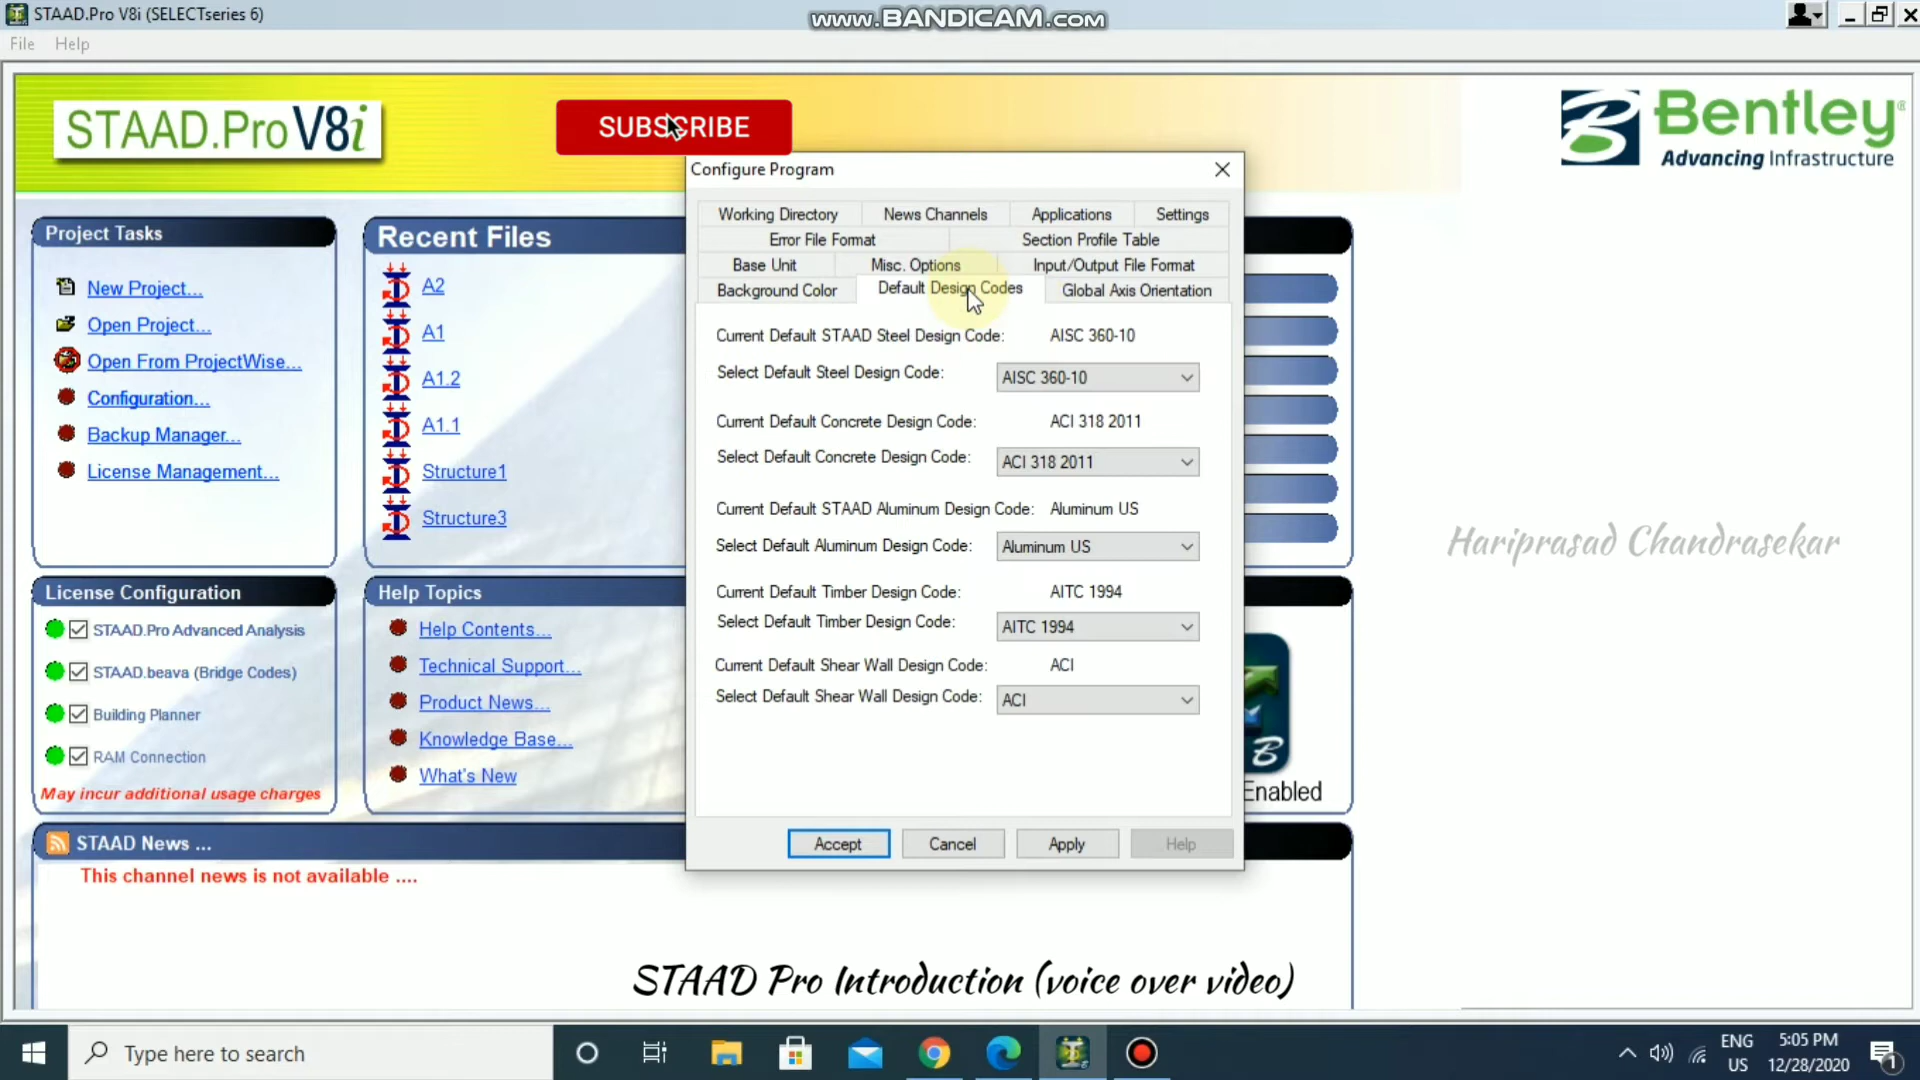 STAAD.Pro V8i (SELECTseries 6)
www.BANDICAM.com
File Help
STAAD.Pro V8i
SUBSCRIBE
Bentley®
Advancing Infrastructure
Project Tasks
New Project...
Open Project...
Open From ProjectWise...
Configuration...
Backup Manager...
License Management...
Recent Files
A2
A1
A1.2
A1.1
Structure1
Structure3
Configure Program
Working Directory News Channels Applications Settings
Error File Format Section Profile Table
Base Unit Misc. Options Input/Output File Format
Background Color Default Design Codes Global Axis Orientation
Current Default STAAD Steel Design Code: AISC 360-10
Select Default Steel Design Code: AISC 360-10
Current Default Concrete Design Code: ACI 318 2011
Select Default Concrete Design Code: ACI 318 2011
Current Default STAAD Aluminum Design Code: Aluminum US
Select Default Aluminum Design Code: Aluminum US
Current Default Timber Design Code: AITC 1994
Select Default Timber Design Code: AITC 1994
Current Default Shear Wall Design Code: ACI
Select Default Shear Wall Design Code: ACI
Accept Cancel Apply Help
Hariprasad Chandrasekar
License Configuration
STAAD.Pro Advanced Analysis
STAAD.beava (Bridge Codes)
Building Planner
RAM Connection
May incur additional usage charges
Help Topics
Help Contents...
Technical Support...
Product News...
Knowledge Base...
What's New
B
Enabled
STAAD News ...
This channel news is not available ....
STAAD Pro Introduction (voice over video)
Type here to search
ENG
US
5:05 PM
12/28/2020
1